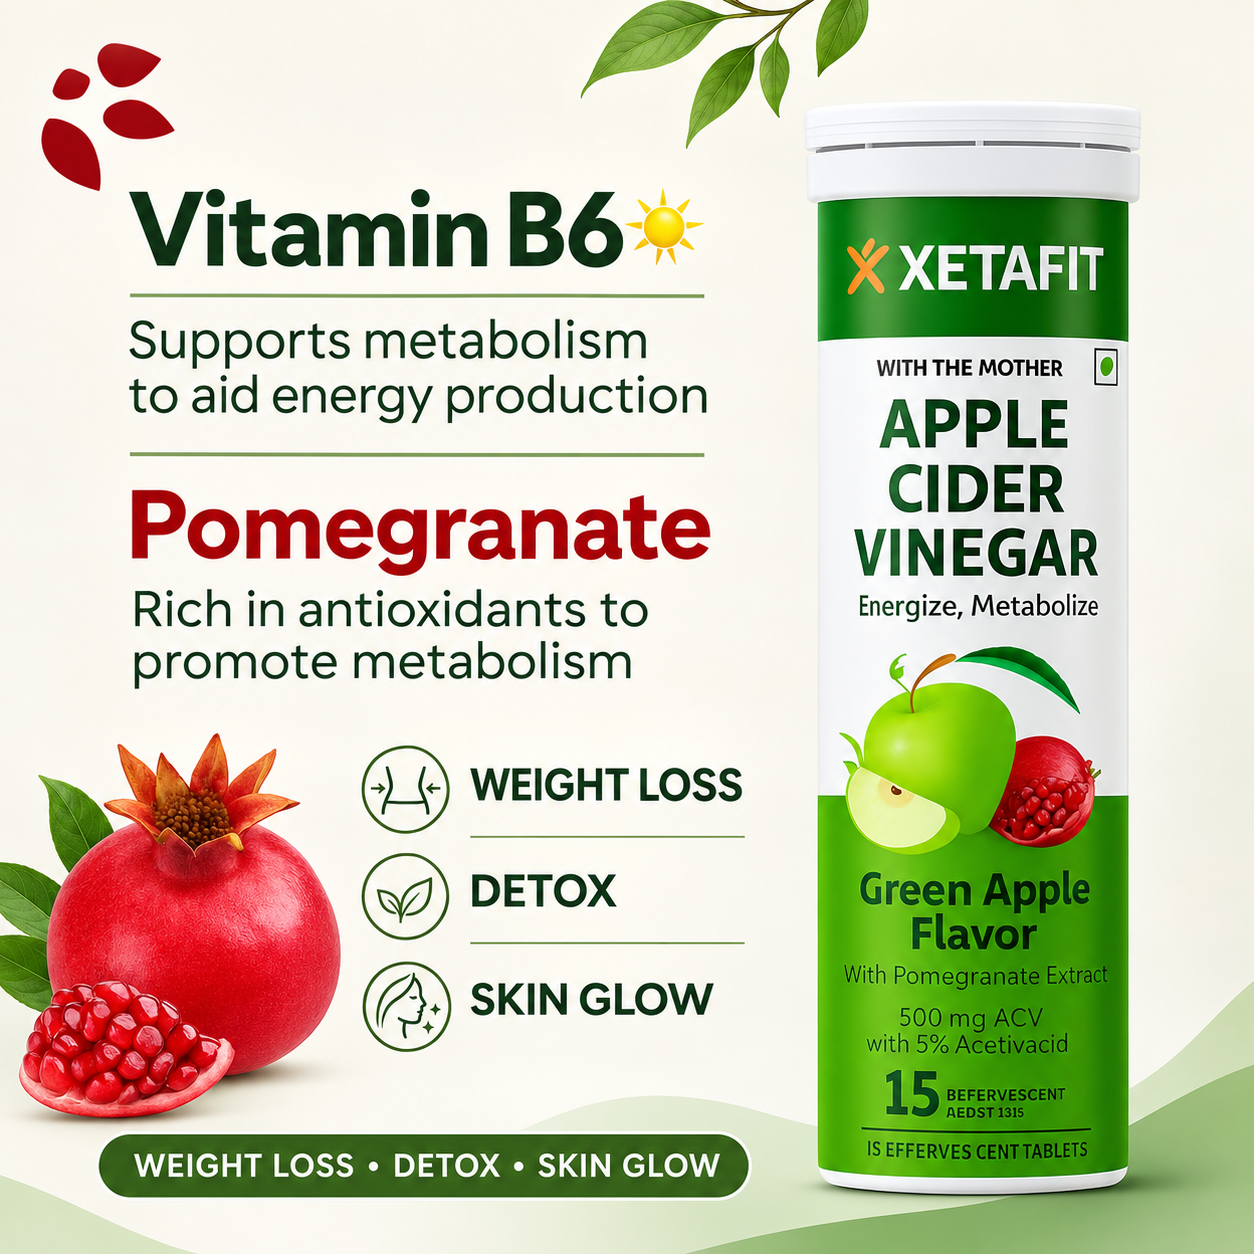 Vitamin B6
Supports metabolism
to aid energy production
Pomegranate
Rich in antioxidants to
promote metabolism
WEIGHT LOSS
DETOX
SKIN GLOW
WEIGHT LOSS • DETOX • SKIN GLOW
XETAFIT
WITH THE MOTHER
APPLE
CIDER
VINEGAR
Energize, Metabolize
Green Apple
Flavor
With Pomegranate Extract
500 mg ACV
with 5% Acetivacid
15 BEFERVESCENT
AEDST 1315
IS EFFERVES CENT TABLETS